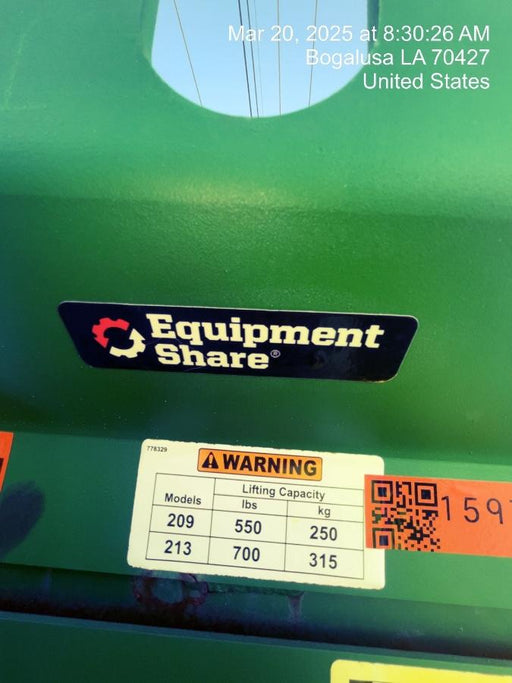 Mar 20, 2025 at 8:30:26 AM
Bogalusa LA 70427
United States
Equipment
Share®
778329
WARNING
Models Lifting Capacity
lbs kg
209 550 250
213 700 315